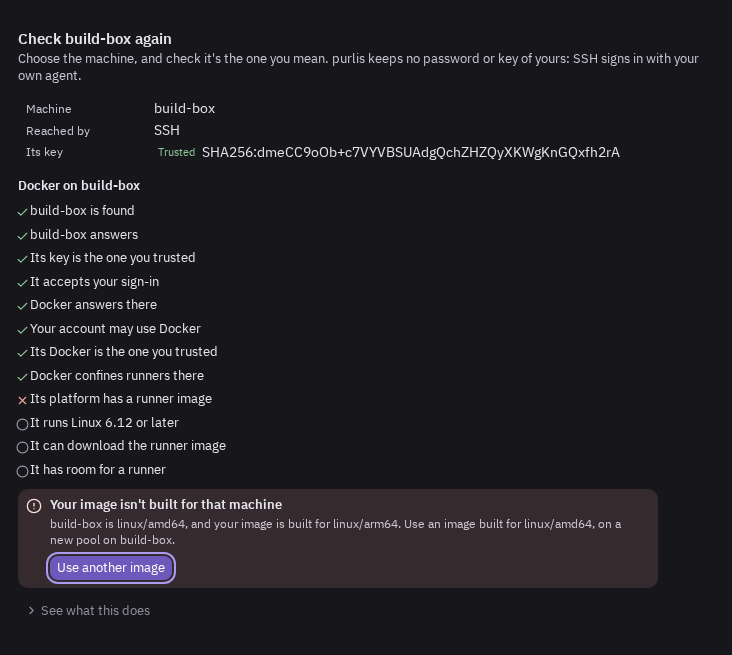 Check build-box again
Choose the machine, and check it's the one you mean. purlis keeps no password or key of yours: SSH signs in with your
own agent.
Machine build-box
Reached by SSH
Its key Trusted SHA256:dmeCC9oOb+c7VYVBSUAdgQchZHZQyXKWgKnGQxfh2rA
Docker on build-box
build-box is found
build-box answers
Its key is the one you trusted
It accepts your sign-in
Docker answers there
Your account may use Docker
Its Docker is the one you trusted
Docker confines runners there
Its platform has a runner image
It runs Linux 6.12 or later
It can download the runner image
It has room for a runner
Your image isn't built for that machine
build-box is linux/amd64, and your image is built for linux/arm64. Use an image built for linux/amd64, on a
new pool on build-box.
Use another image
See what this does